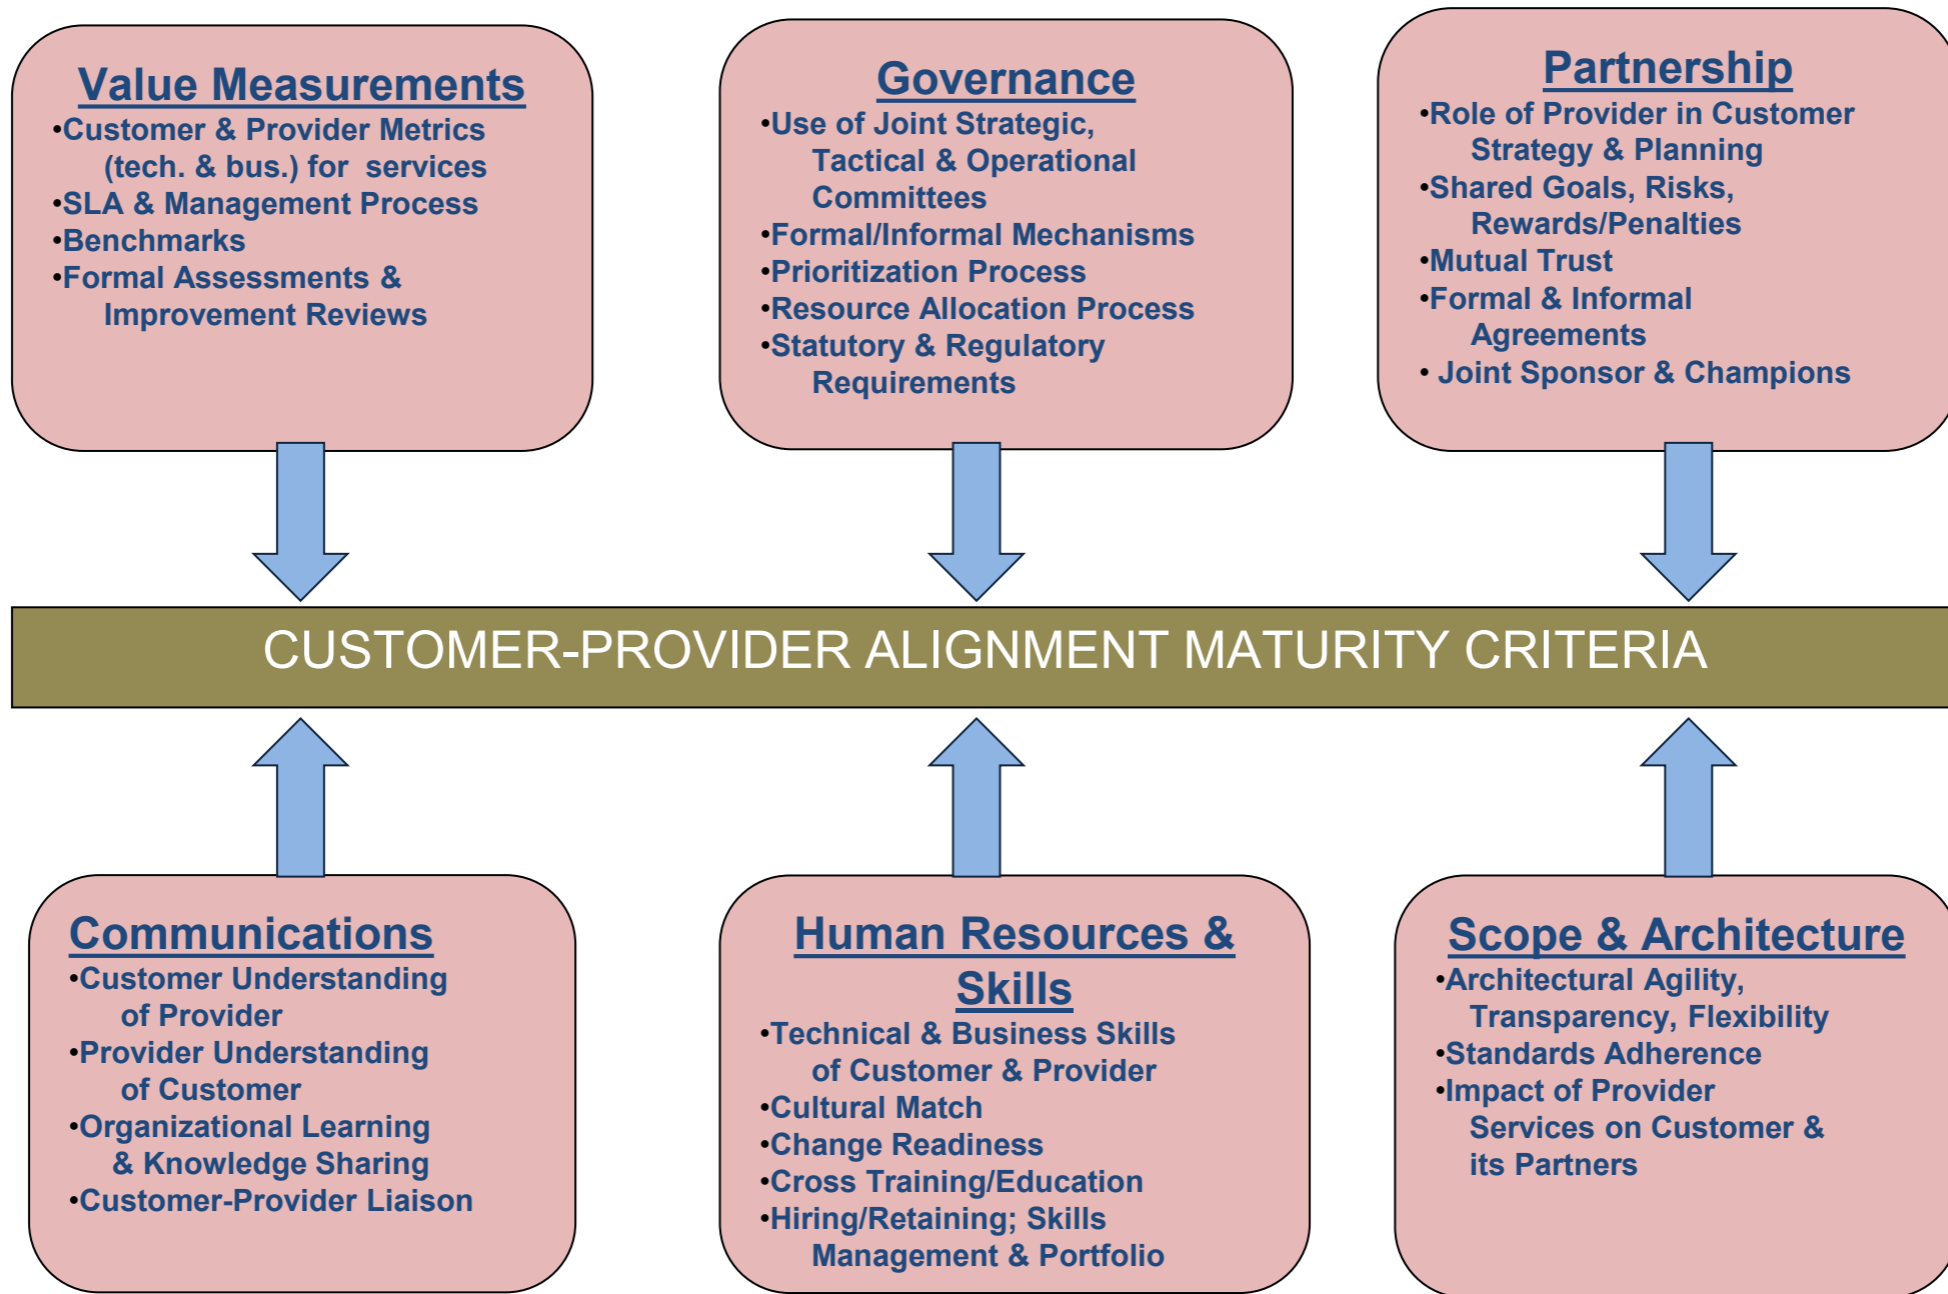 Value Measurements
•Customer & Provider Metrics
(tech. & bus.) for services
•SLA & Management Process
•Benchmarks
•Formal Assessments &
Improvement Reviews
Governance
•Use of Joint Strategic,
Tactical & Operational
Committees
•Formal/Informal Mechanisms
•Prioritization Process
•Resource Allocation Process
•Statutory & Regulatory
Requirements
Partnership
•Role of Provider in Customer
Strategy & Planning
•Shared Goals, Risks,
Rewards/Penalties
•Mutual Trust
•Formal & Informal
Agreements
• Joint Sponsor & Champions
CUSTOMER-PROVIDER ALIGNMENT MATURITY CRITERIA
Communications
•Customer Understanding
of Provider
•Provider Understanding
of Customer
•Organizational Learning
& Knowledge Sharing
•Customer-Provider Liaison
Human Resources &
Skills
•Technical & Business Skills
of Customer & Provider
•Cultural Match
•Change Readiness
•Cross Training/Education
•Hiring/Retaining; Skills
Management & Portfolio
Scope & Architecture
•Architectural Agility,
Transparency, Flexibility
•Standards Adherence
•Impact of Provider
Services on Customer &
its Partners